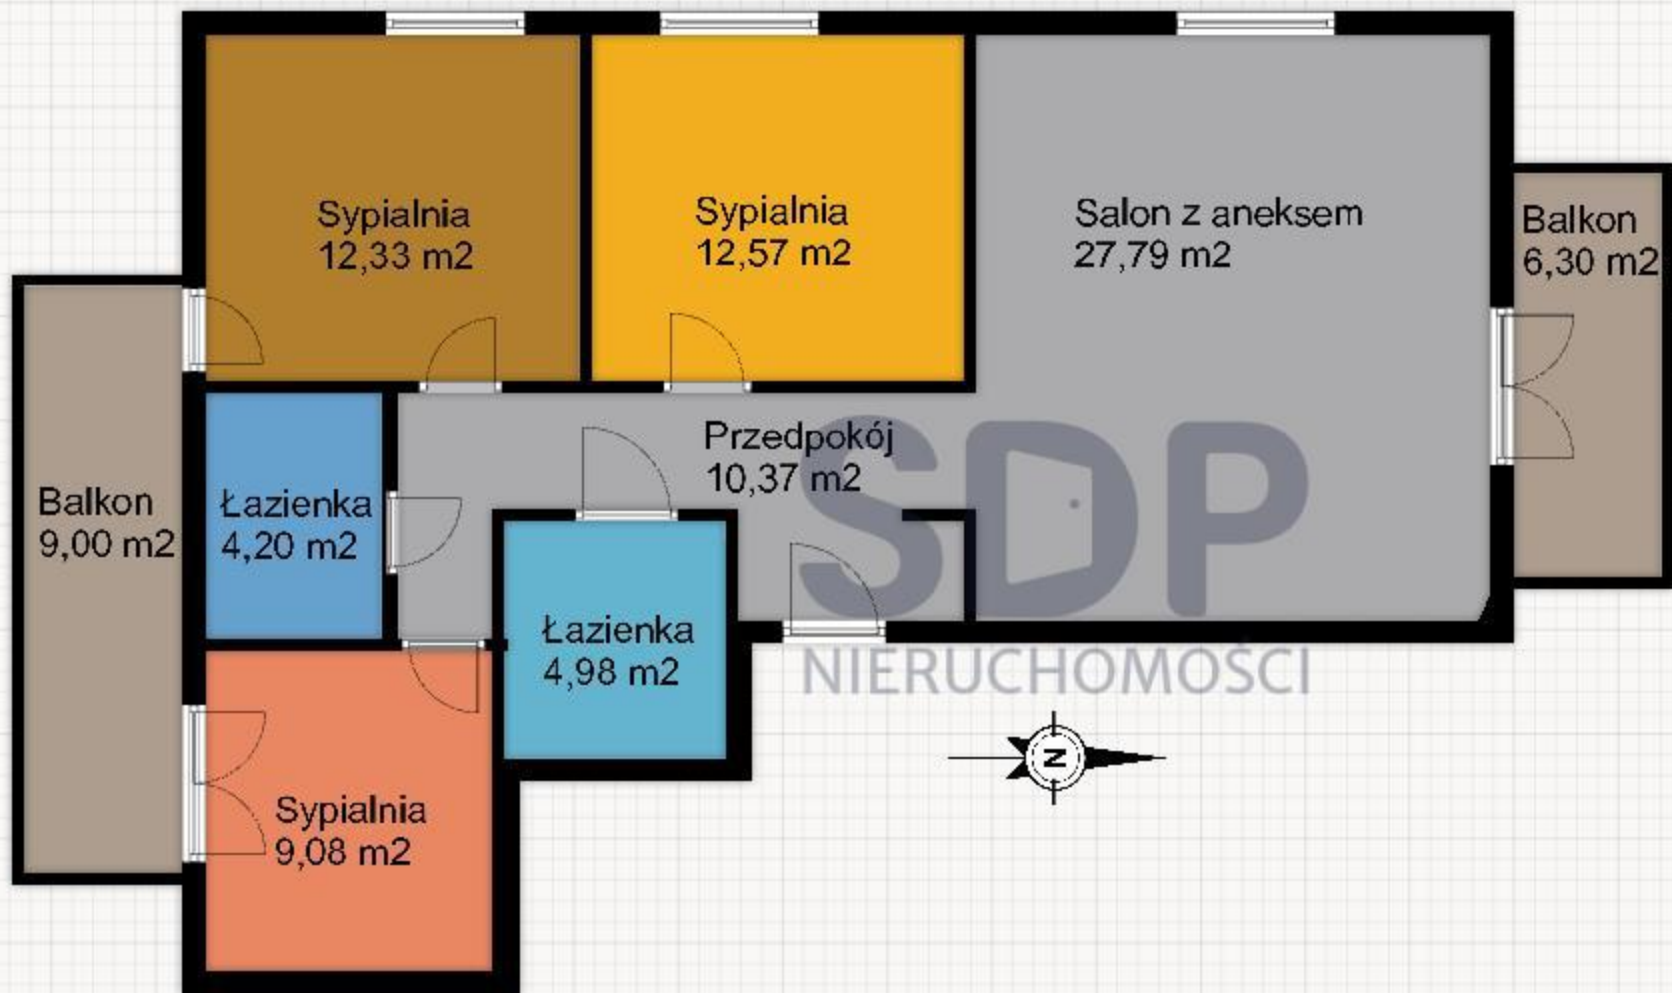 Sypialnia
12,33 m2
Sypialnia
12,57 m2
Salon z aneksem
27,79 m2
Balkon
6,30 m2
Przedpokój
10,37 m2
Balkon
9,00 m2
Łazienka
4,20 m2
Łazienka
4,98 m2
Sypialnia
9,08 m2
SDP
NIERUCHOMOŚCI
N